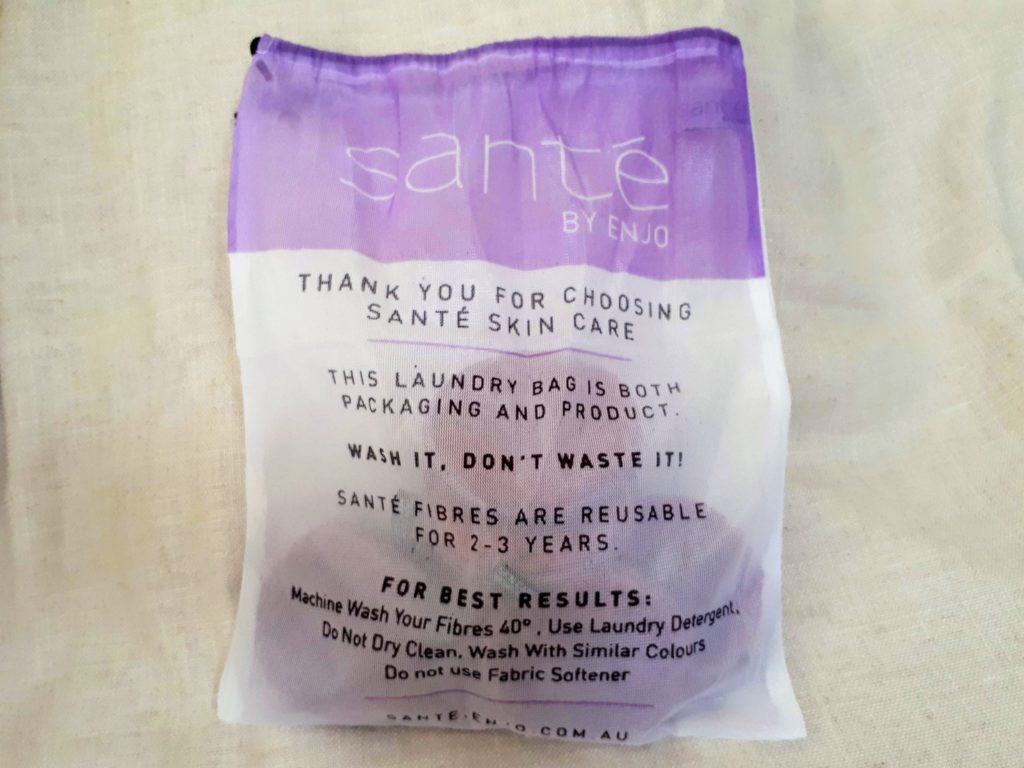 santé
santé
BY ENJO
THANK YOU FOR CHOOSING
SANTÉ SKIN CARE
THIS LAUNDRY BAG IS BOTH
PACKAGING AND PRODUCT.
WASH IT, DON'T WASTE IT!
SANTÉ FIBRES ARE REUSABLE
FOR 2-3 YEARS.
FOR BEST RESULTS:
Machine Wash Your Fibres 40°, Use Laundry Detergent,
Do Not Dry Clean. Wash With Similar Colours
Do not use Fabric Softener
SANTE.ENJO.COM.AU